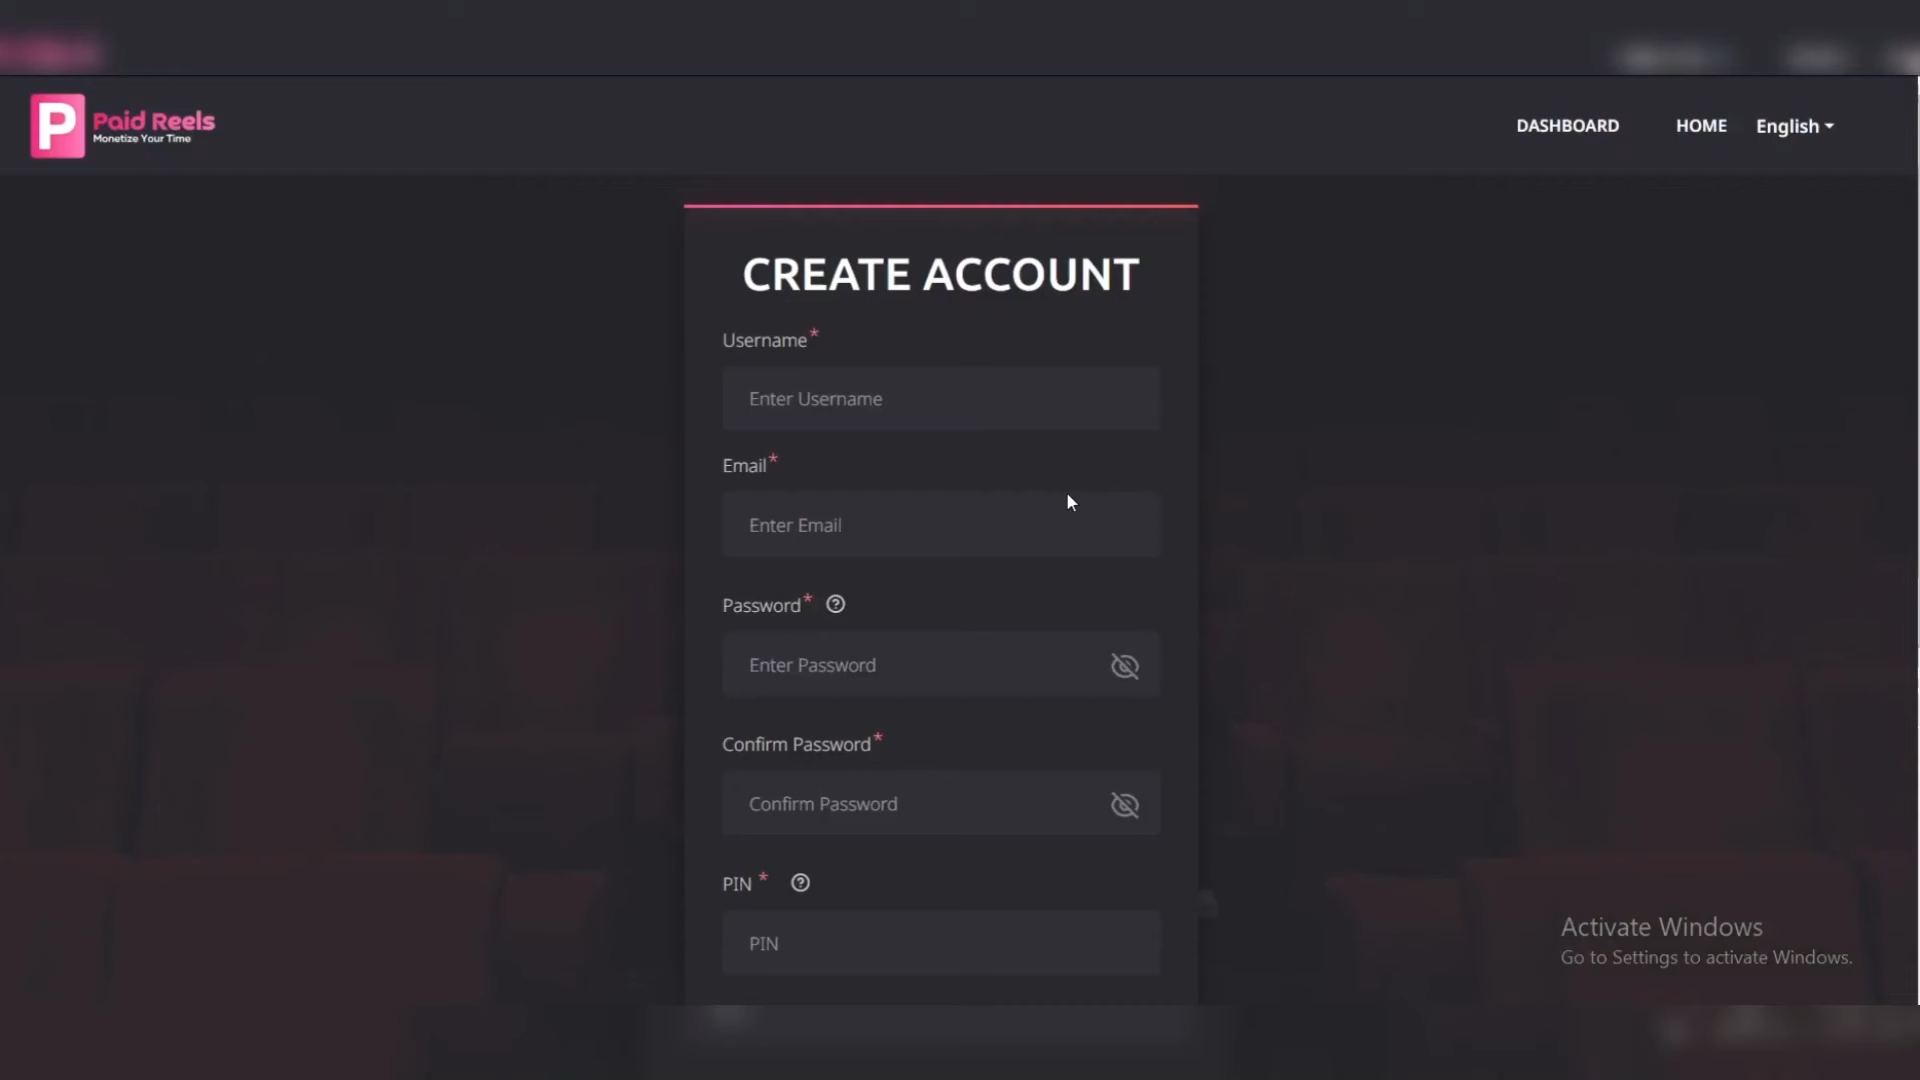 P Paid Reels
Monetize Your Time
DASHBOARD HOME English
CREATE ACCOUNT
Username*
Enter Username
Email*
Enter Email
Password* ?
Enter Password
Confirm Password*
Confirm Password
PIN * ?
PIN
Activate Windows
Go to Settings to activate Windows.